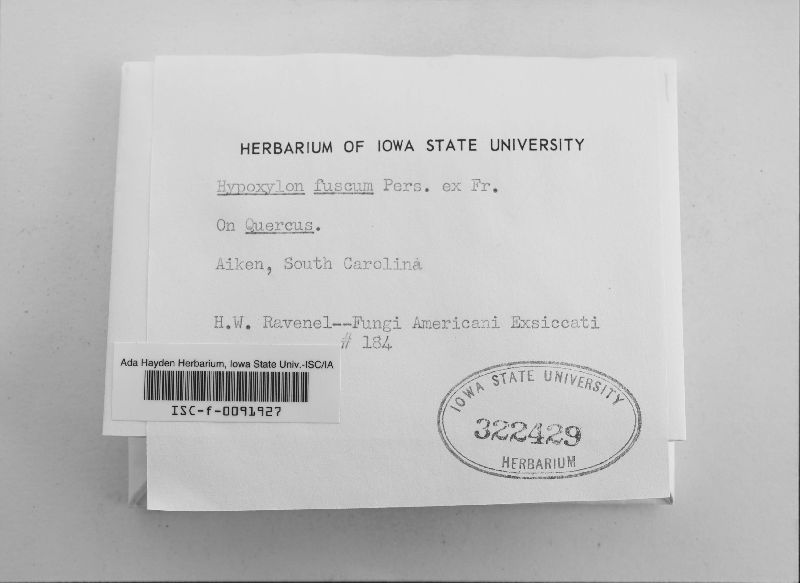 HERBARIUM OF IOWA STATE UNIVERSITY
Hypoxylon fuscum Pers. ex Fr.
On Quercus.
Aiken, South Carolina
H.W. Ravenel--Fungi Americani Exsiccati
# 184
Ada Hayden Herbarium, Iowa State Univ.-ISC/IA
ISC-f-0091927
IOWA STATE UNIVERSITY
322429
HERBARIUM